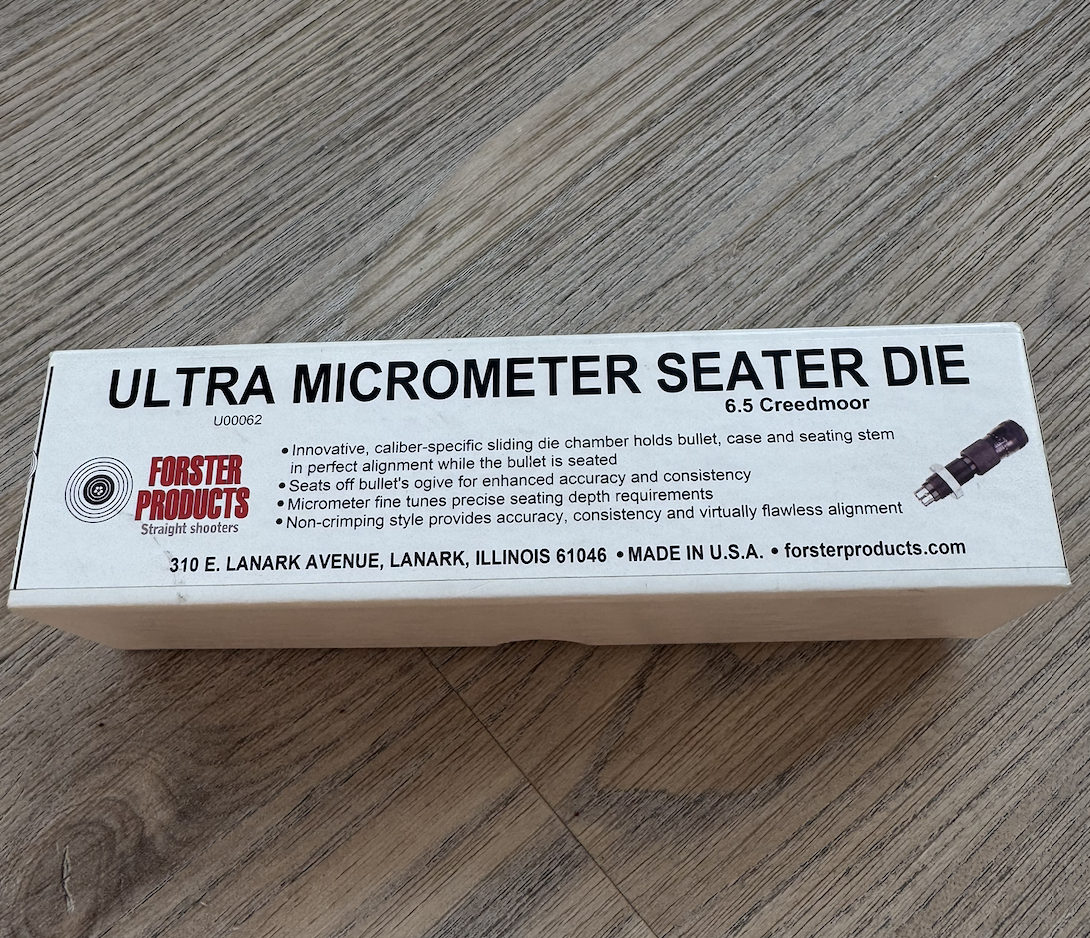 ULTRA MICROMETER SEATER DIE
U00062
6.5 Creedmoor
• Innovative, caliber-specific sliding die chamber holds bullet, case and seating stem
in perfect alignment while the bullet is seated
• Seats off bullet's ogive for enhanced accuracy and consistency
• Micrometer fine tunes precise seating depth requirements
• Non-crimping style provides accuracy, consistency and virtually flawless alignment
FORSTER
PRODUCTS
Straight shooters
310 E. LANARK AVENUE, LANARK, ILLINOIS 61046 • MADE IN U.S.A. • forsterproducts.com